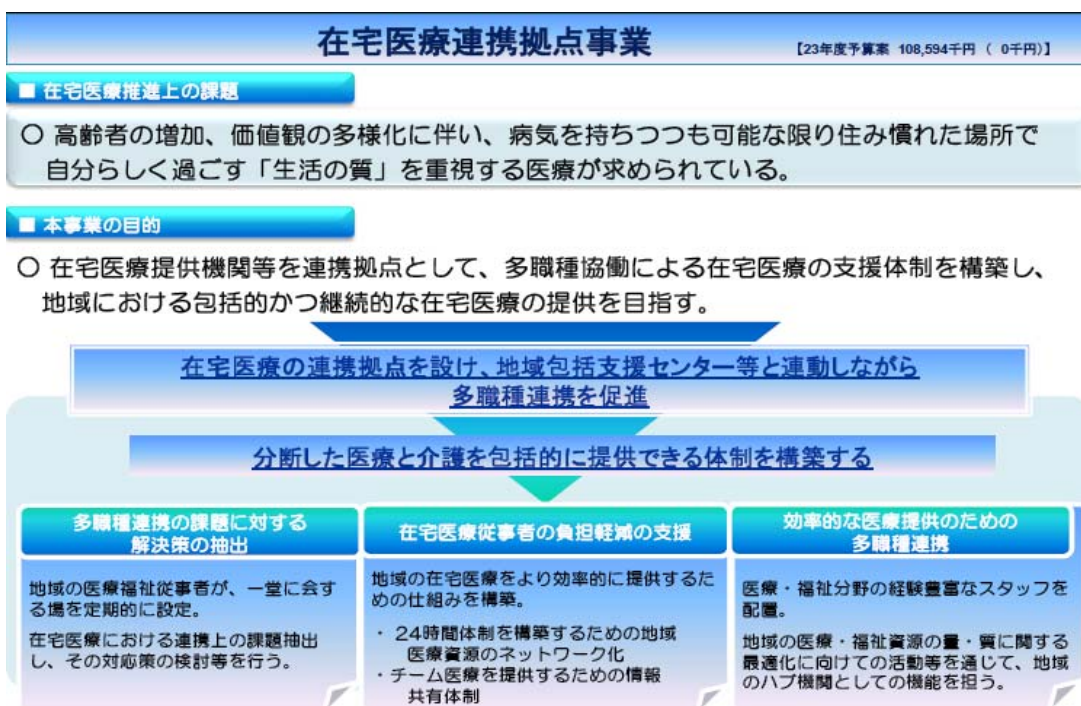 在宅医療連携拠点事業
【23年度予算案 108,594千円（ 0千円）】
■ 在宅医療推進上の課題
○ 高齢者の増加、価値観の多様化に伴い、病気を持ちつつも可能な限り住み慣れた場所で
自分らしく過ごす「生活の質」を重視する医療が求められている。
■ 本事業の目的
○ 在宅医療提供機関等を連携拠点として、多職種協働による在宅医療の支援体制を構築し、
地域における包括的かつ継続的な在宅医療の提供を目指す。
在宅医療の連携拠点を設け、地域包括支援センター等と連動しながら
多職種連携を促進
分断した医療と介護を包括的に提供できる体制を構築する
多職種連携の課題に対する
解決策の抽出
地域の医療福祉従事者が、一堂に会す
る場を定期的に設定。
在宅医療における連携上の課題抽出
し、その対応策の検討等を行う。
在宅医療従事者の負担軽減の支援
地域の在宅医療をより効率的に提供するた
めの仕組みを構築。
・ 24時間体制を構築するための地域
医療資源のネットワーク化
・チーム医療を提供するための情報
共有体制
効率的な医療提供のための
多職種連携
医療・福祉分野の経験豊富なスタッフを
配置。
地域の医療・福祉資源の量・質に関する
最適化に向けての活動等を通じて、地域
のハブ機関としての機能を担う。